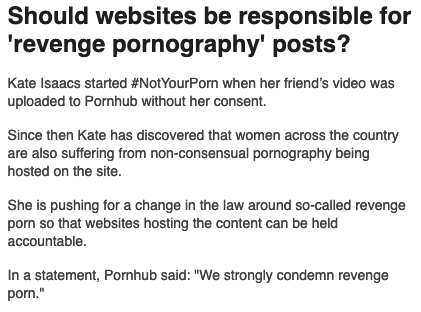 Should websites be responsible for
'revenge pornography' posts?
Kate Isaacs started #NotYourPorn when her friend’s video was
uploaded to Pornhub without her consent.
Since then Kate has discovered that women across the country
are also suffering from non-consensual pornography being
hosted on the site.
She is pushing for a change in the law around so-called revenge
porn so that websites hosting the content can be held
accountable.
In a statement, Pornhub said: "We strongly condemn revenge
porn."